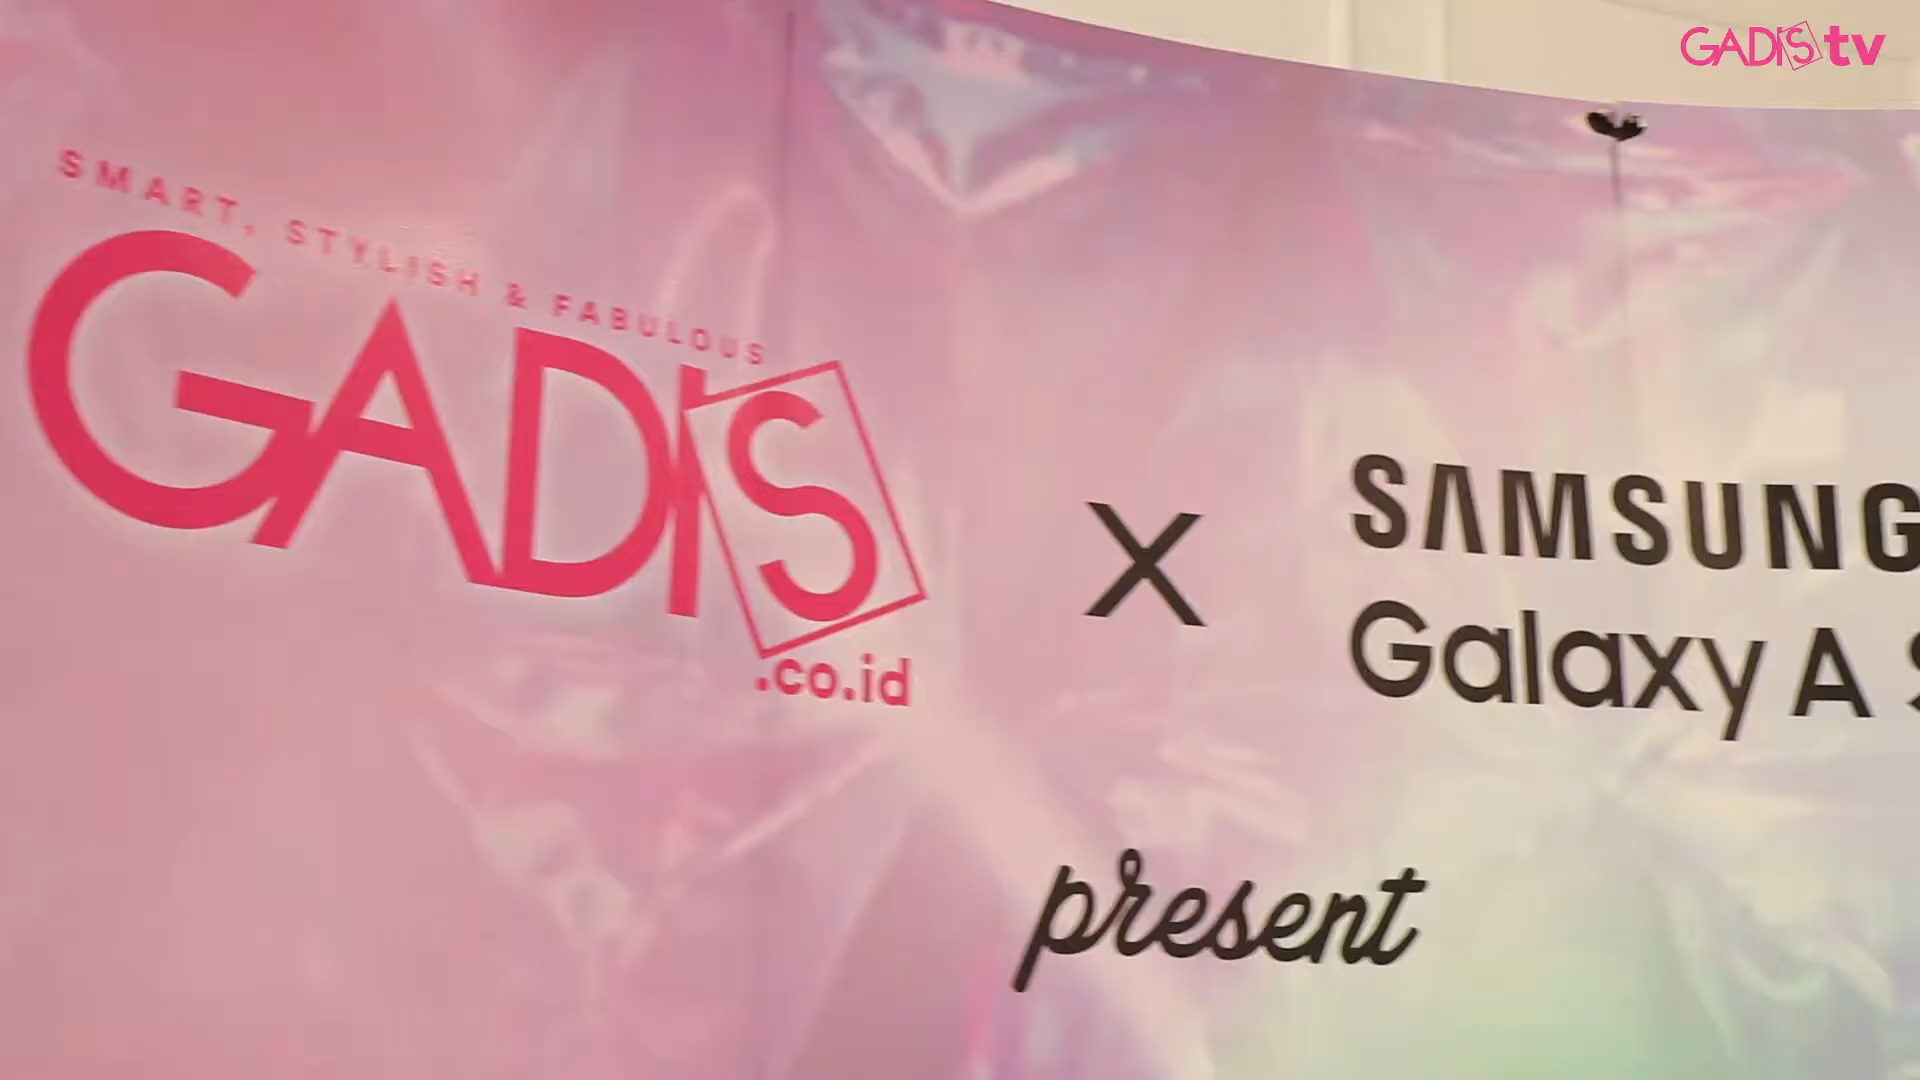 GADIS tv
SMART, STYLISH & FABULOUS
GADIS
.co.id
X
SAMSUNG
Galaxy A
present